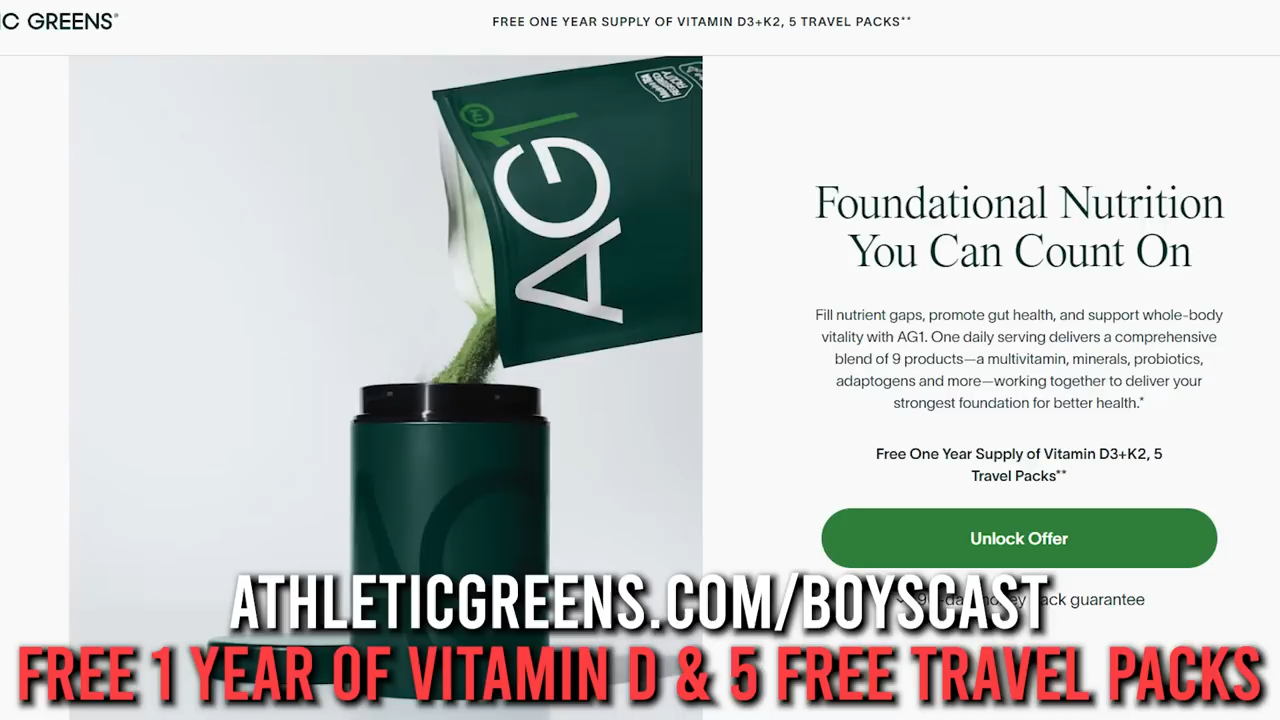 IC GREENS®
FREE ONE YEAR SUPPLY OF VITAMIN D3+K2, 5 TRAVEL PACKS**
AG1™
Foundational Nutrition
You Can Count On
Fill nutrient gaps, promote gut health, and support whole-body
vitality with AG1. One daily serving delivers a comprehensive
blend of 9 products—a multivitamin, minerals, probiotics,
adaptogens and more—working together to deliver your
strongest foundation for better health.*
Free One Year Supply of Vitamin D3+K2, 5
Travel Packs**
Unlock Offer
guarantee
ATHLETICGREENS.COM/BOYSCAST
FREE 1 YEAR OF VITAMIN D & 5 FREE TRAVEL PACKS